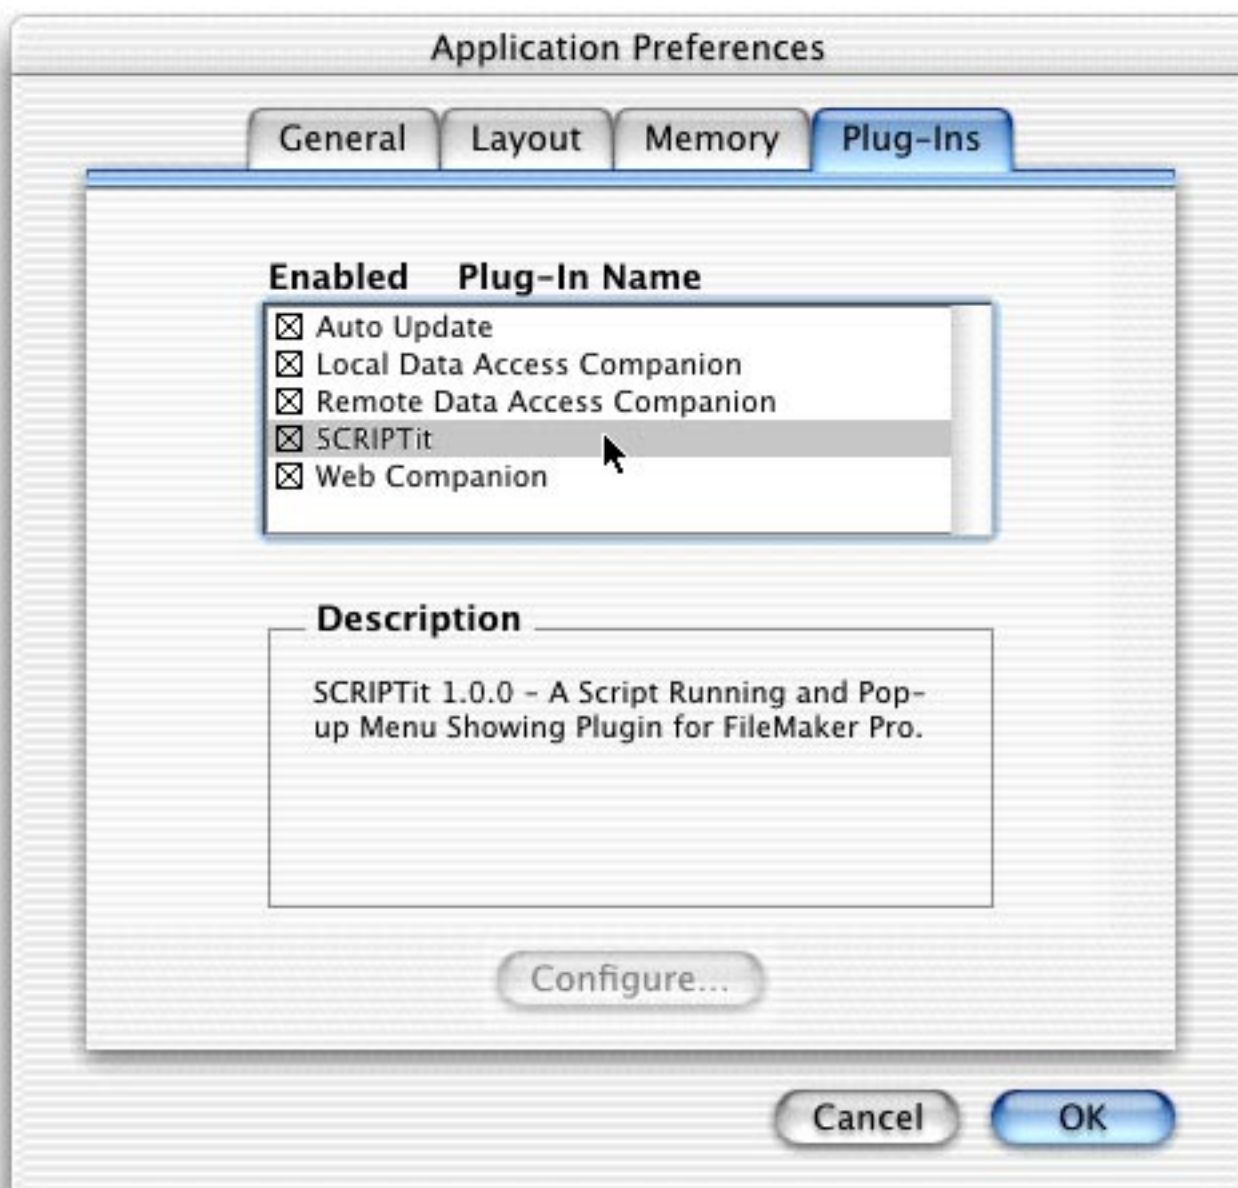 Application Preferences
General Layout Memory Plug-Ins
Enabled Plug-In Name
Auto Update
Local Data Access Companion
Remote Data Access Companion
SCRIPTit
Web Companion
Description
SCRIPTit 1.0.0 - A Script Running and Pop-
up Menu Showing Plugin for FileMaker Pro.
Configure...
Cancel OK